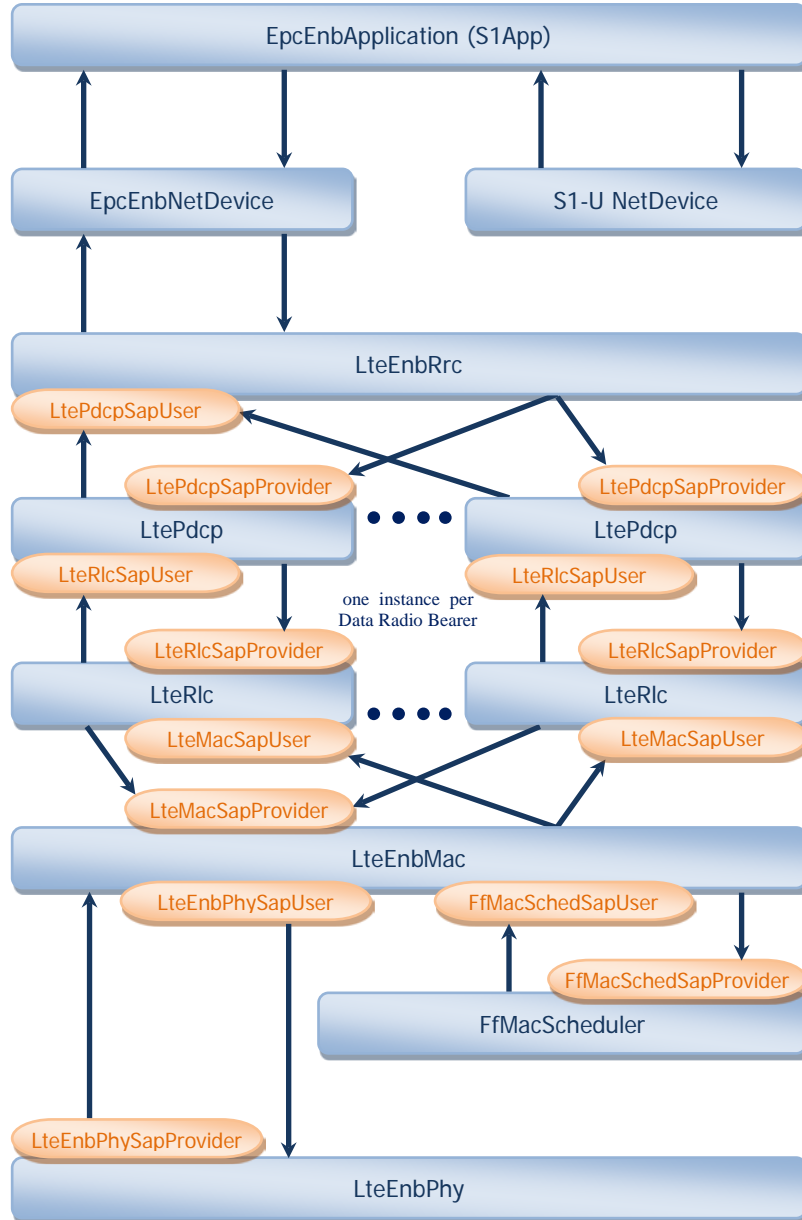 EpcEnbApplication (S1App)
EpcEnbNetDevice
S1-U NetDevice
LteEnbRrc
LtePdcpSapUser
LtePdcpSapProvider
LtePdcpSapProvider
LtePdcp
LtePdcp
LteRlcSapUser
LteRlcSapUser
one instance per
Data Radio Bearer
LteRlcSapProvider
LteRlcSapProvider
LteRlc
LteRlc
LteMacSapUser
LteMacSapUser
LteMacSapProvider
LteEnbMac
LteEnbPhySapUser
FfMacSchedSapUser
FfMacSchedSapProvider
FfMacScheduler
LteEnbPhySapProvider
LteEnbPhy